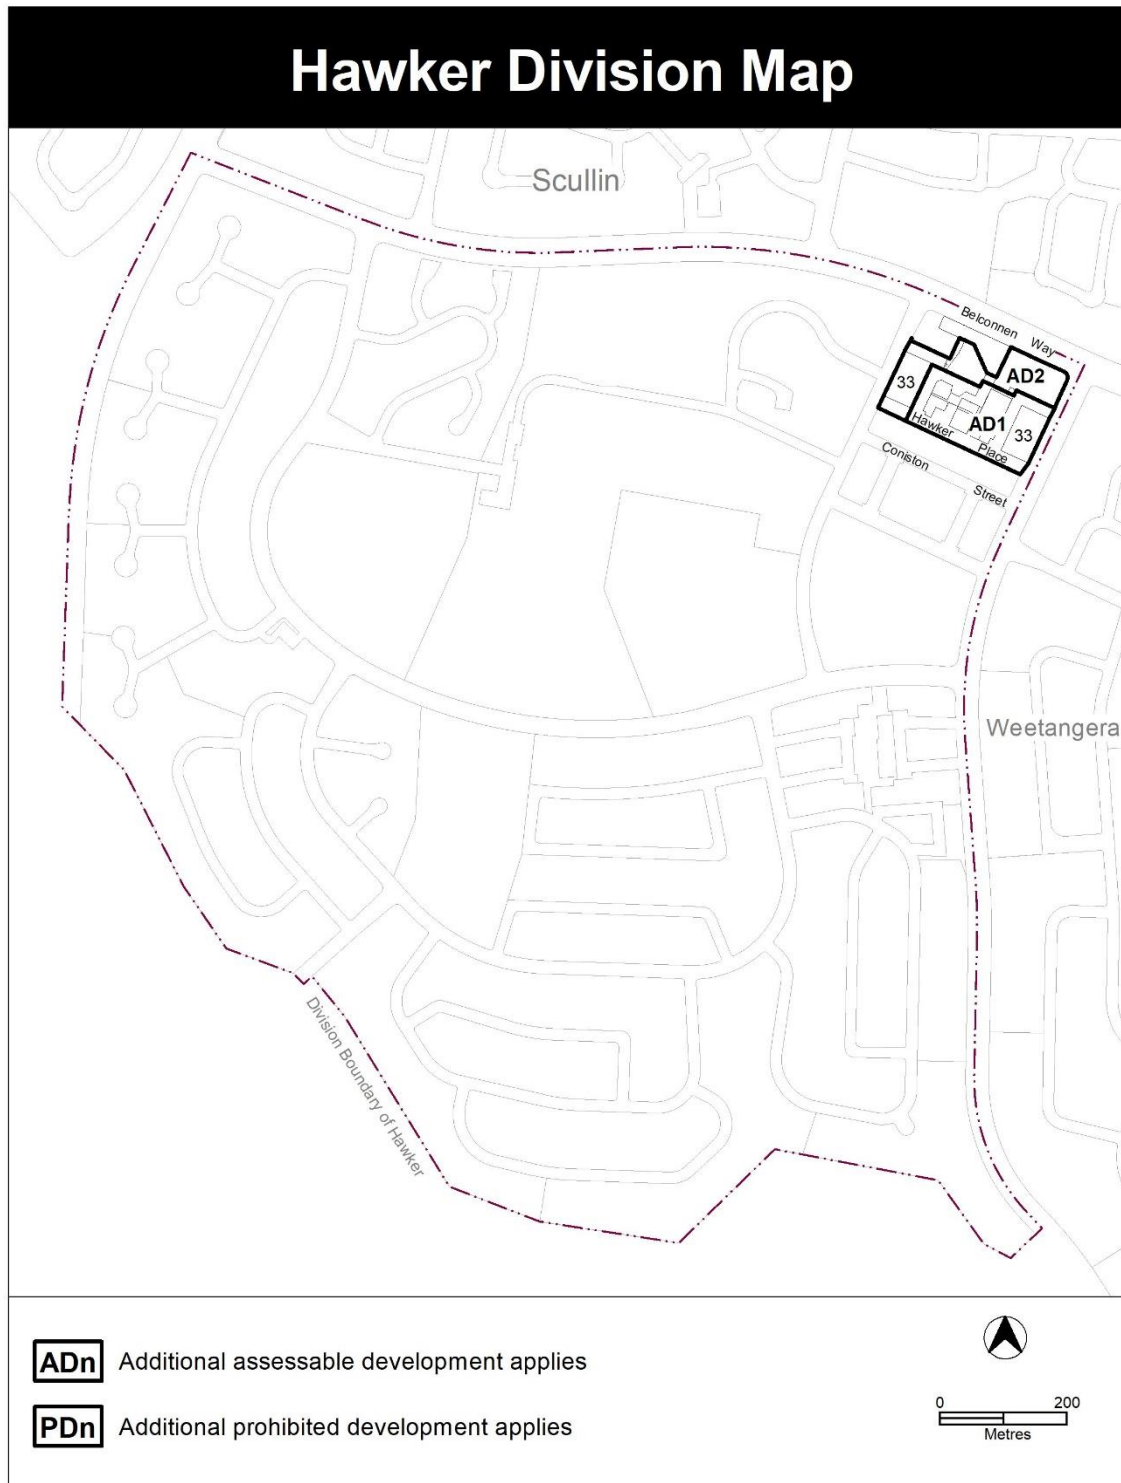 Hawker Division Map
Scullin
Belconnen Way
33
AD2
AD1
33
Hawker Place
Coniston Street
Weetangera
Division Boundary of Hawker
ADn Additional assessable development applies
PDn Additional prohibited development applies
0 200
Metres